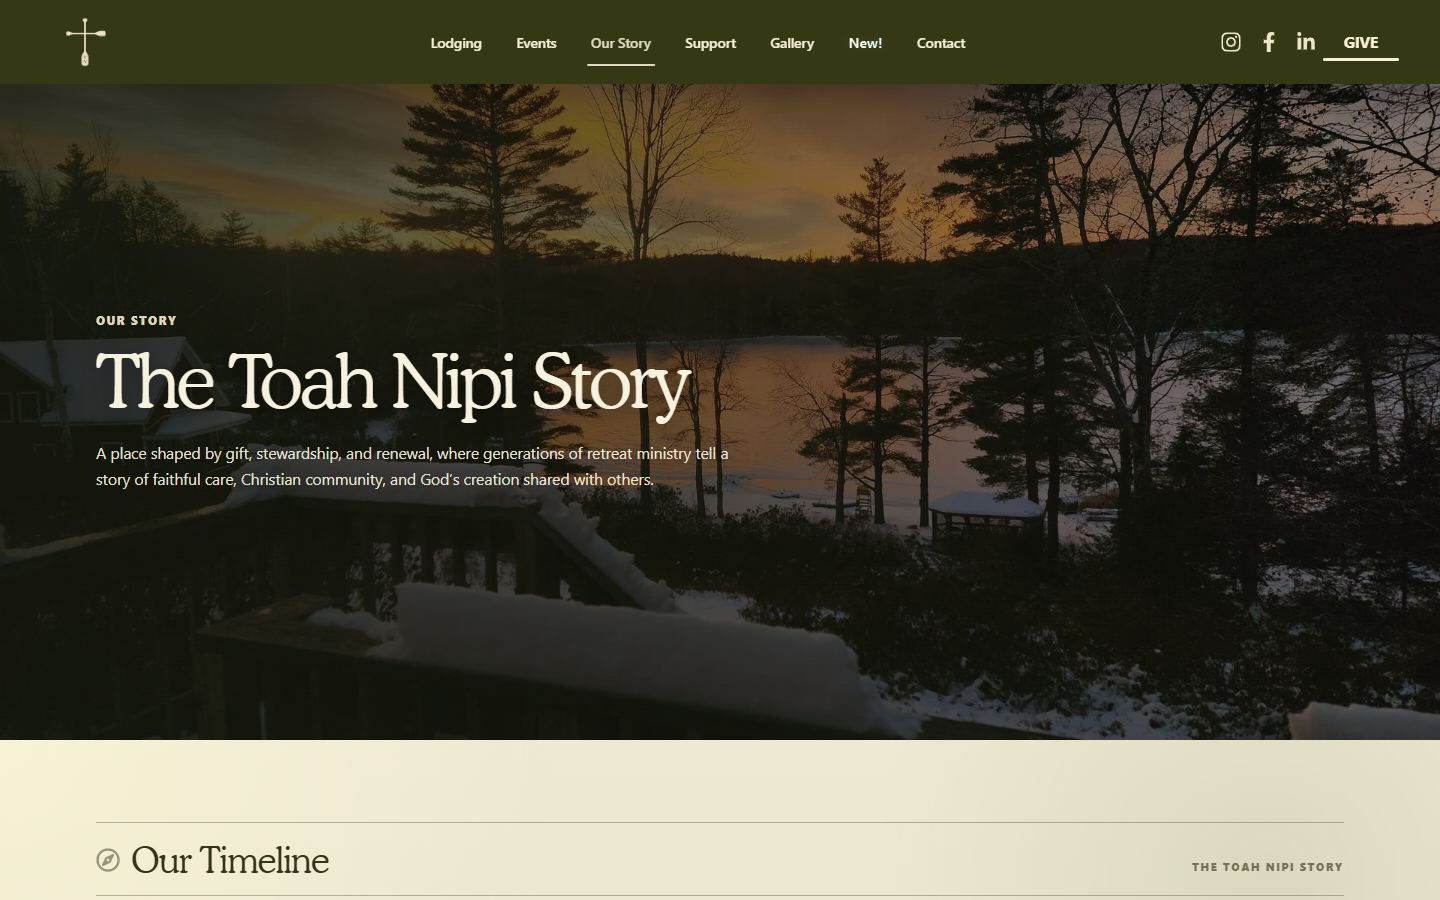 Lodging Events Our Story Support Gallery New! Contact GIVE
OUR STORY
The Toah Nipi Story
A place shaped by gift, stewardship, and renewal, where generations of retreat ministry tell a
story of faithful care, Christian community, and God’s creation shared with others.
Our Timeline
THE TOAH NIPI STORY